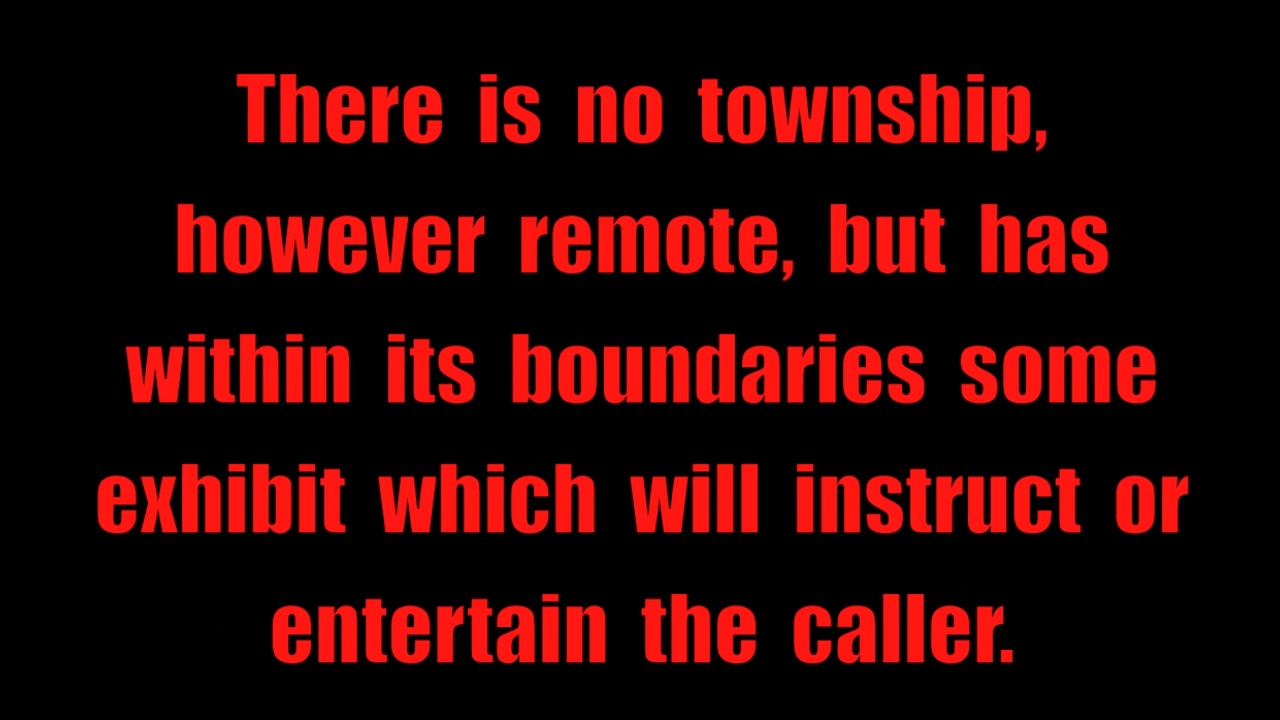 There is no township,
however remote, but has
within its boundaries some
exhibit which will instruct or
entertain the caller.